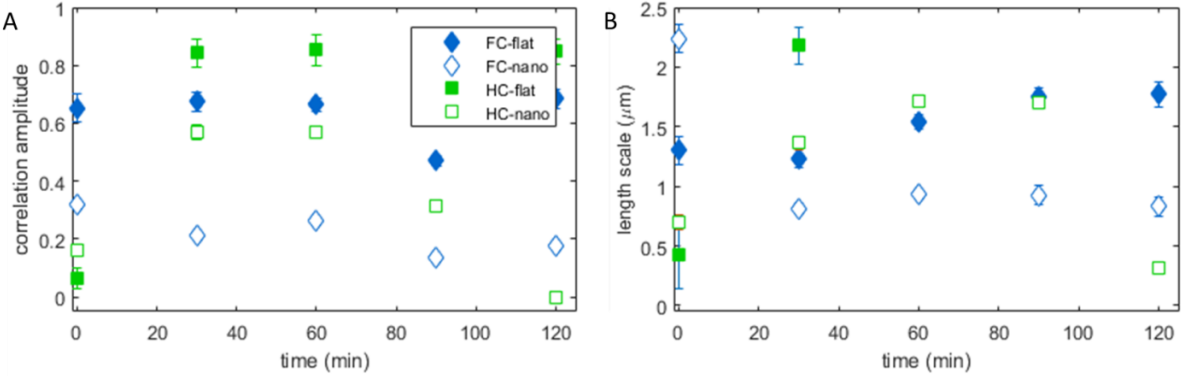 A
1
0.8
0.6
0.4
0.2
0
0
20
40
60
80
100
120
correlation amplitude
time (min)
FC-flat
FC-nano
HC-flat
HC-nano
B
2.5
2
1.5
1
0.5
0
0
20
40
60
80
100
120
length scale (μm)
time (min)